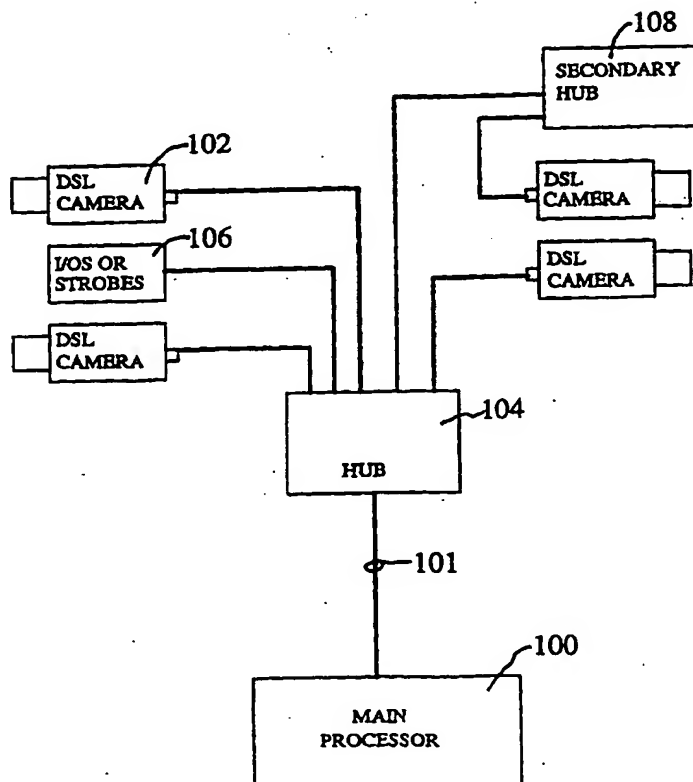 108
SECONDARY
HUB
102
DSL
CAMERA
DSL
CAMERA
106
I/OS OR
STROBES
DSL
CAMERA
DSL
CAMERA
104
HUB
101
100
MAIN
PROCESSOR